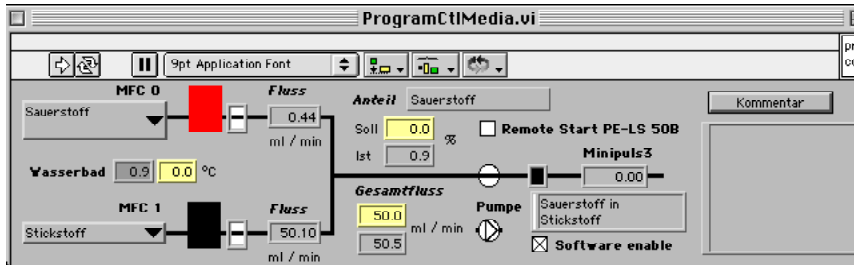 ProgramCtlMedia.vi
9pt Application Font
MFC 0
Fluss
Sauerstoff
0.44
ml / min
Anteil Sauerstoff
Soll 0.0 %
Ist 0.9
Remote Start PE-LS 50B
Kommentar
Wasserbad 0.9 0.0 °C
Minipuls3
0.00
MFC 1
Fluss
Stickstoff
50.10
ml / min
Gesamtfluss
50.0
50.5
ml / min
Pumpe
Sauerstoff in
Stickstoff
Software enable